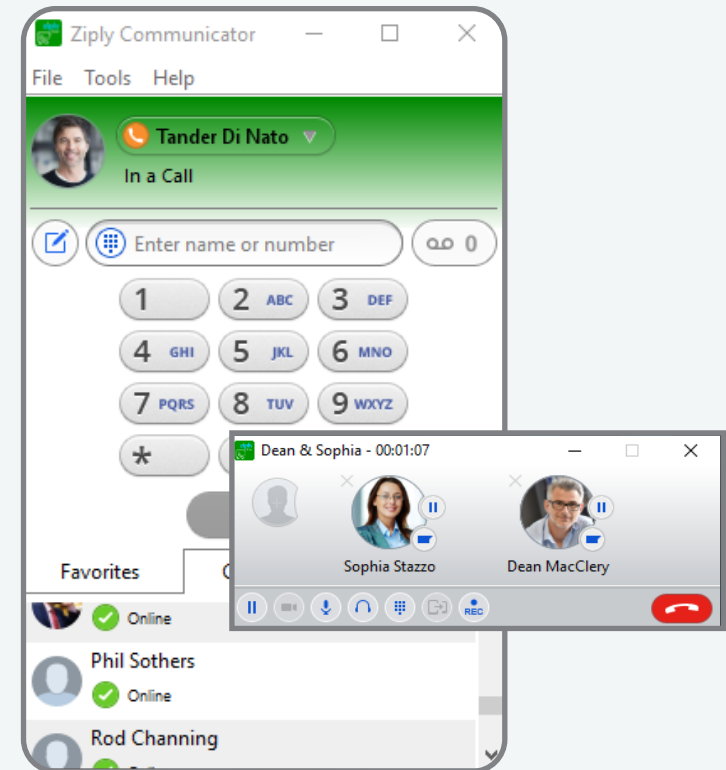 Ziply Communicator
File Tools Help
Tander Di Nato
In a Call
Enter name or number
0
1
2 ABC
3 DEF
4 GHI
5 JKL
6 MNO
7 PQRS
8 TUV
9 WXYZ
*
Dean & Sophia - 00:01:07
Sophia Stazzo
Dean MacClery
REC
Favorites
Online
Phil Sothers
Online
Rod Channing